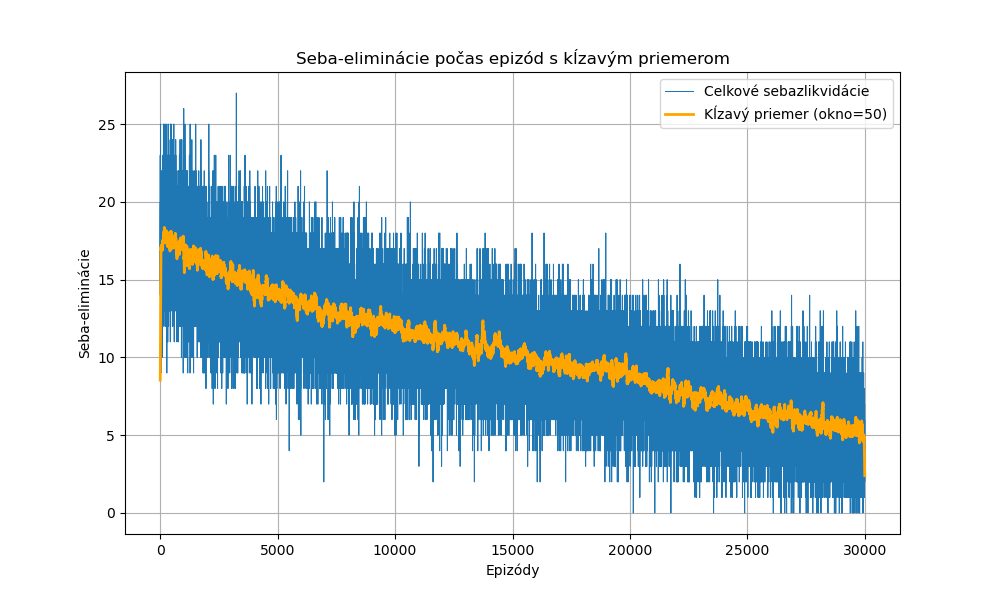 Seba-eliminácie počas epizód s kĺzavým priemerom
Celkové sebazlikvidácie
Kĺzavý priemer (okno=50)
Seba-eliminácie
25
20
15
10
5
0
0 5000 10000 15000 20000 25000 30000
Epizódy